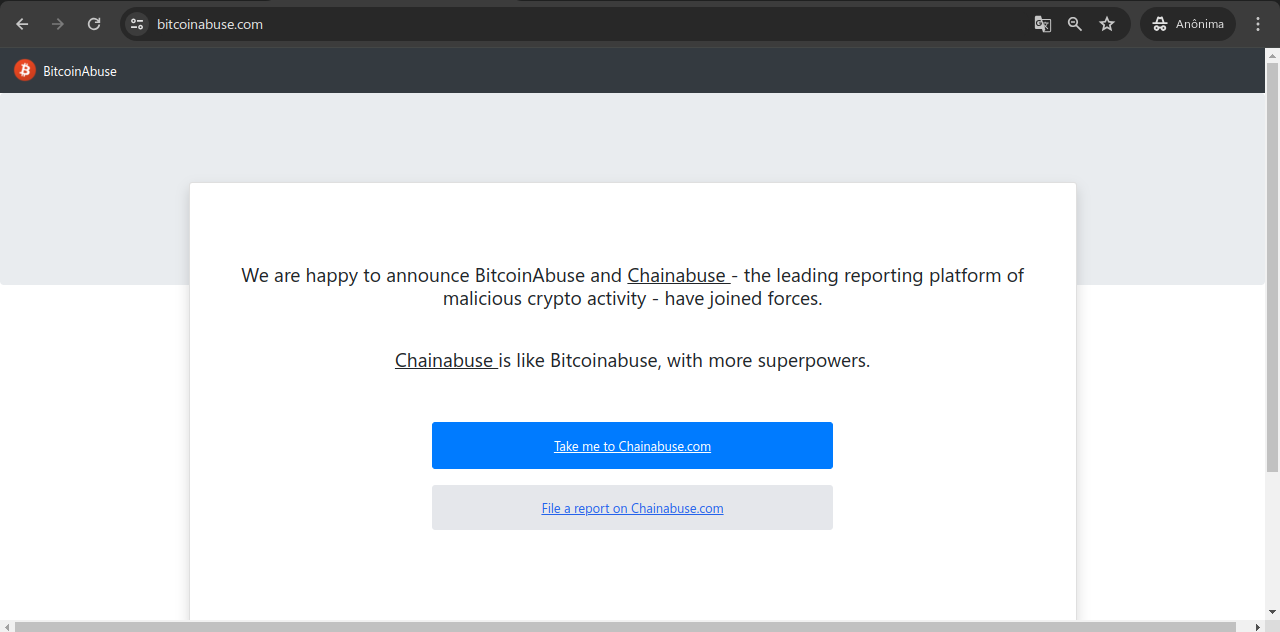 bitcoinabuse.com
Anônima
BitcoinAbuse
We are happy to announce BitcoinAbuse and Chainabuse - the leading reporting platform of
malicious crypto activity - have joined forces.
Chainabuse is like Bitcoinabuse, with more superpowers.
Take me to Chainabuse.com
File a report on Chainabuse.com